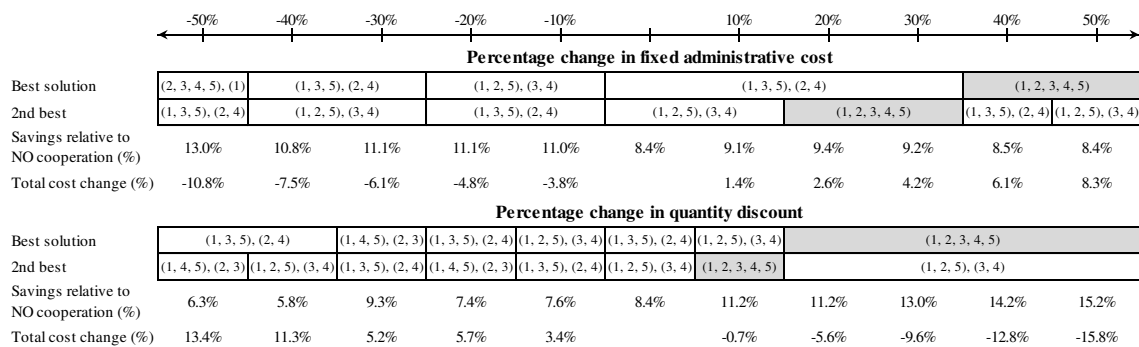 -50% -40% -30% -20% -10% 10% 20% 30% 40% 50%
Percentage change in fixed administrative cost
Best solution (2, 3, 4, 5), (1) (1, 3, 5), (2, 4) (1, 2, 5), (3, 4) (1, 3, 5), (2, 4) (1, 2, 3, 4, 5)
2nd best (1, 3, 5), (2, 4) (1, 2, 5), (3, 4) (1, 3, 5), (2, 4) (1, 2, 5), (3, 4) (1, 2, 3, 4, 5) (1, 3, 5), (2, 4) (1, 2, 5), (3, 4)
Savings relative to
NO cooperation (%) 13.0% 10.8% 11.1% 11.1% 11.0% 8.4% 9.1% 9.4% 9.2% 8.5% 8.4%
Total cost change (%) -10.8% -7.5% -6.1% -4.8% -3.8% 1.4% 2.6% 4.2% 6.1% 8.3%
Percentage change in quantity discount
Best solution (1, 3, 5), (2, 4) (1, 4, 5), (2, 3) (1, 3, 5), (2, 4) (1, 2, 5), (3, 4) (1, 3, 5), (2, 4) (1, 2, 5), (3, 4) (1, 2, 3, 4, 5)
2nd best (1, 4, 5), (2, 3) (1, 2, 5), (3, 4) (1, 3, 5), (2, 4) (1, 4, 5), (2, 3) (1, 3, 5), (2, 4) (1, 2, 5), (3, 4) (1, 2, 3, 4, 5) (1, 2, 5), (3, 4)
Savings relative to
NO cooperation (%) 6.3% 5.8% 9.3% 7.4% 7.6% 8.4% 11.2% 11.2% 13.0% 14.2% 15.2%
Total cost change (%) 13.4% 11.3% 5.2% 5.7% 3.4% -0.7% -5.6% -9.6% -12.8% -15.8%